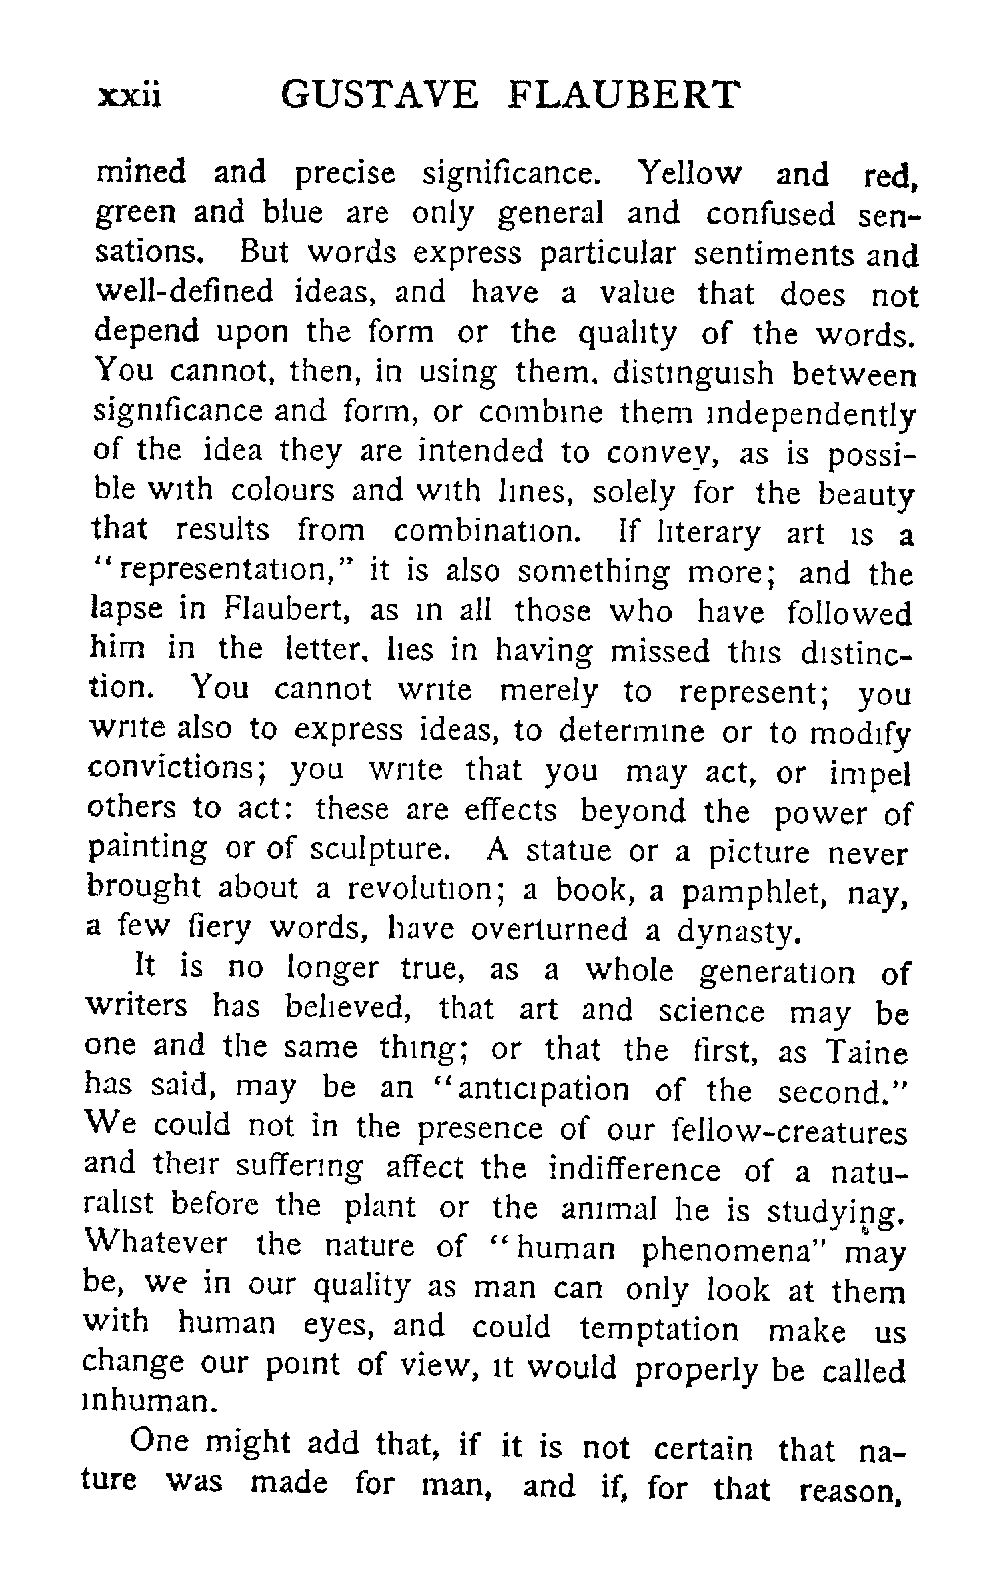 xxii GUSTAVE FLAUBERT
mined and precise significance. Yellow and red,
green and blue are only general and confused sen-
sations. But words express particular sentiments and
well-defined ideas, and have a value that does not
depend upon the form or the quality of the words.
You cannot, then, in using them, distinguish between
significance and form, or combine them independently
of the idea they are intended to convey, as is possi-
ble with colours and with lines, solely for the beauty
that results from combination. If literary art is a
“representation,” it is also something more; and the
lapse in Flaubert, as in all those who have followed
him in the letter, lies in having missed this distinc-
tion. You cannot write merely to represent; you
write also to express ideas, to determine or to modify
convictions; you write that you may act, or impel
others to act: these are effects beyond the power of
painting or of sculpture. A statue or a picture never
brought about a revolution; a book, a pamphlet, nay,
a few fiery words, have overturned a dynasty.
It is no longer true, as a whole generation of
writers has believed, that art and science may be
one and the same thing; or that the first, as Taine
has said, may be an “anticipation of the second.”
We could not in the presence of our fellow-creatures
and their suffering affect the indifference of a natu-
ralist before the plant or the animal he is studying.
Whatever the nature of “human phenomena” may
be, we in our quality as man can only look at them
with human eyes, and could temptation make us
change our point of view, it would properly be called
inhuman.
One might add that, if it is not certain that na-
ture was made for man, and if, for that reason,